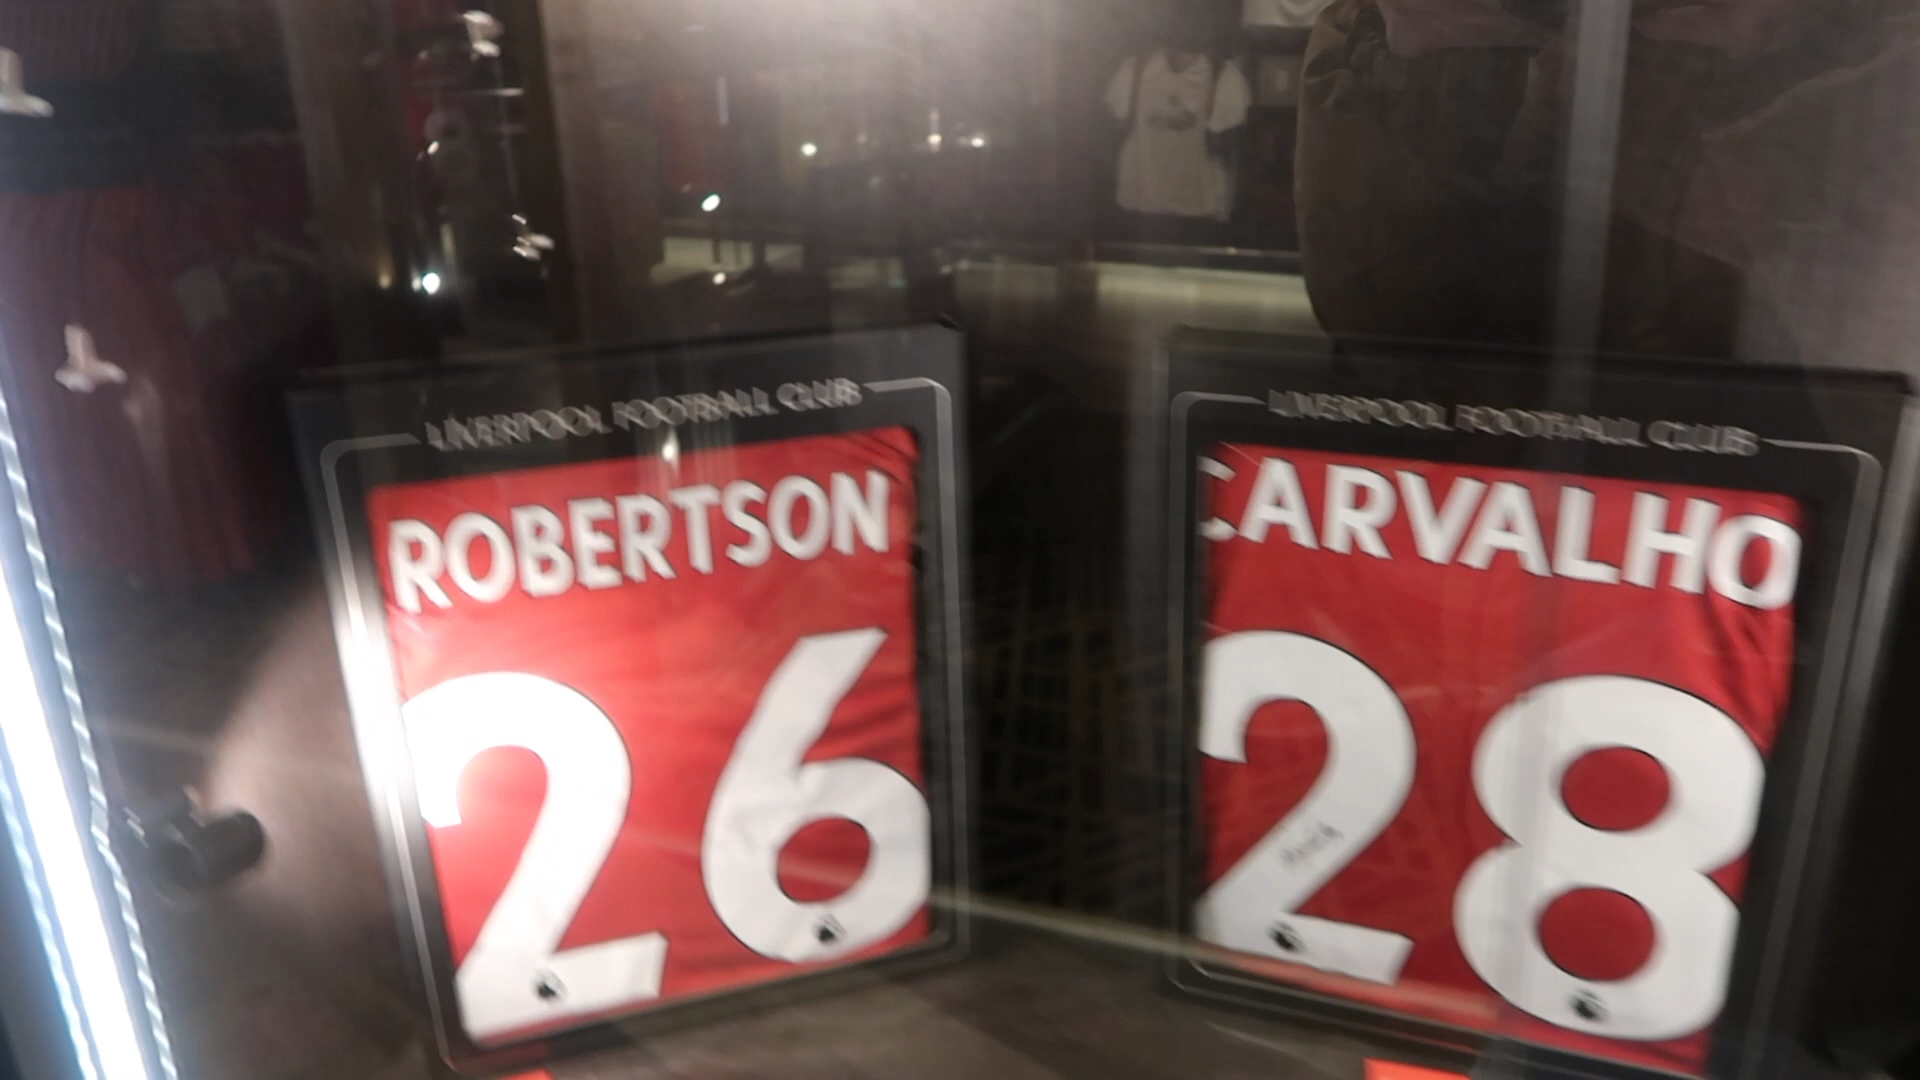 LIVERPOOL FOOTBALL CLUB
ROBERTSON
26
LIVERPOOL FOOTBALL CLUB
CARVALHO
28